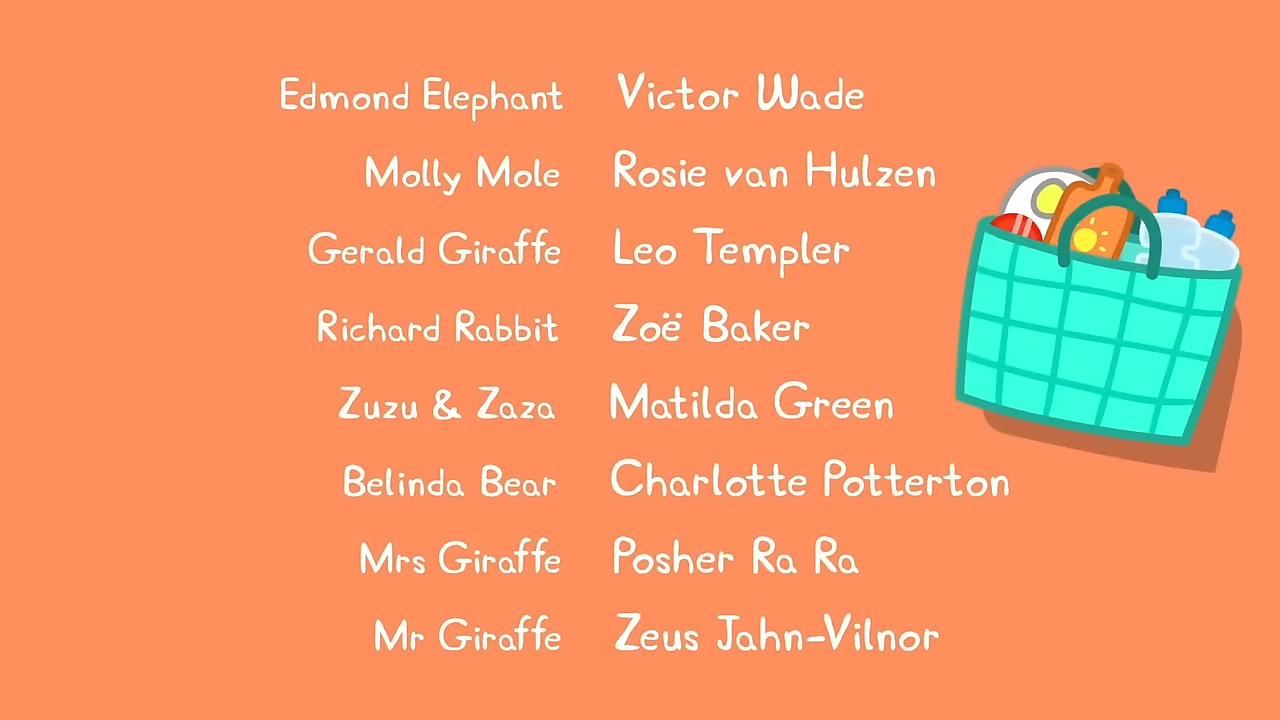 Edmond Elephant Victor Wade
Molly Mole Rosie van Hulzen
Gerald Giraffe Leo Templer
Richard Rabbit Zoë Baker
Zuzu & Zaza Matilda Green
Belinda Bear Charlotte Potterton
Mrs Giraffe Posher Ra Ra
Mr Giraffe Zeus Jahn-Vilnor